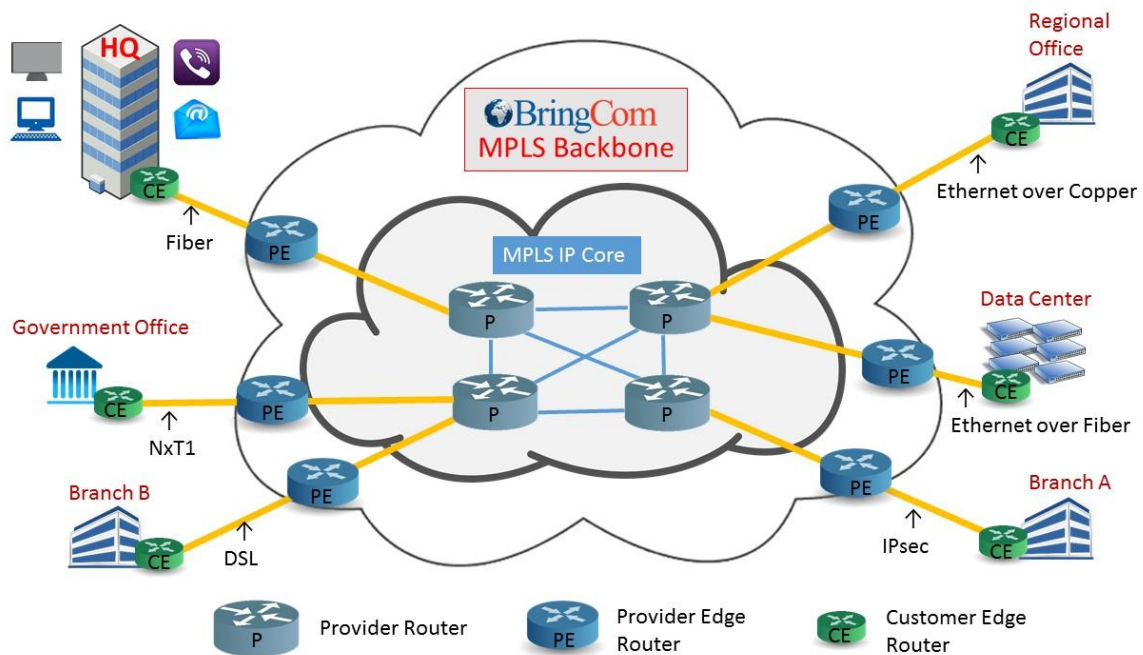 HQ
Regional
Office
BringCom
MPLS Backbone
CE
CE
Ethernet over Copper
Fiber
PE
PE
MPLS IP Core
P
P
Data Center
Government Office
PE
CE
CE
PE
P
P
Ethernet over Fiber
NxT1
PE
PE
Branch B
Branch A
CE
DSL
IPsec
CE
P
Provider Router
PE
Provider Edge
Router
CE
Customer Edge
Router